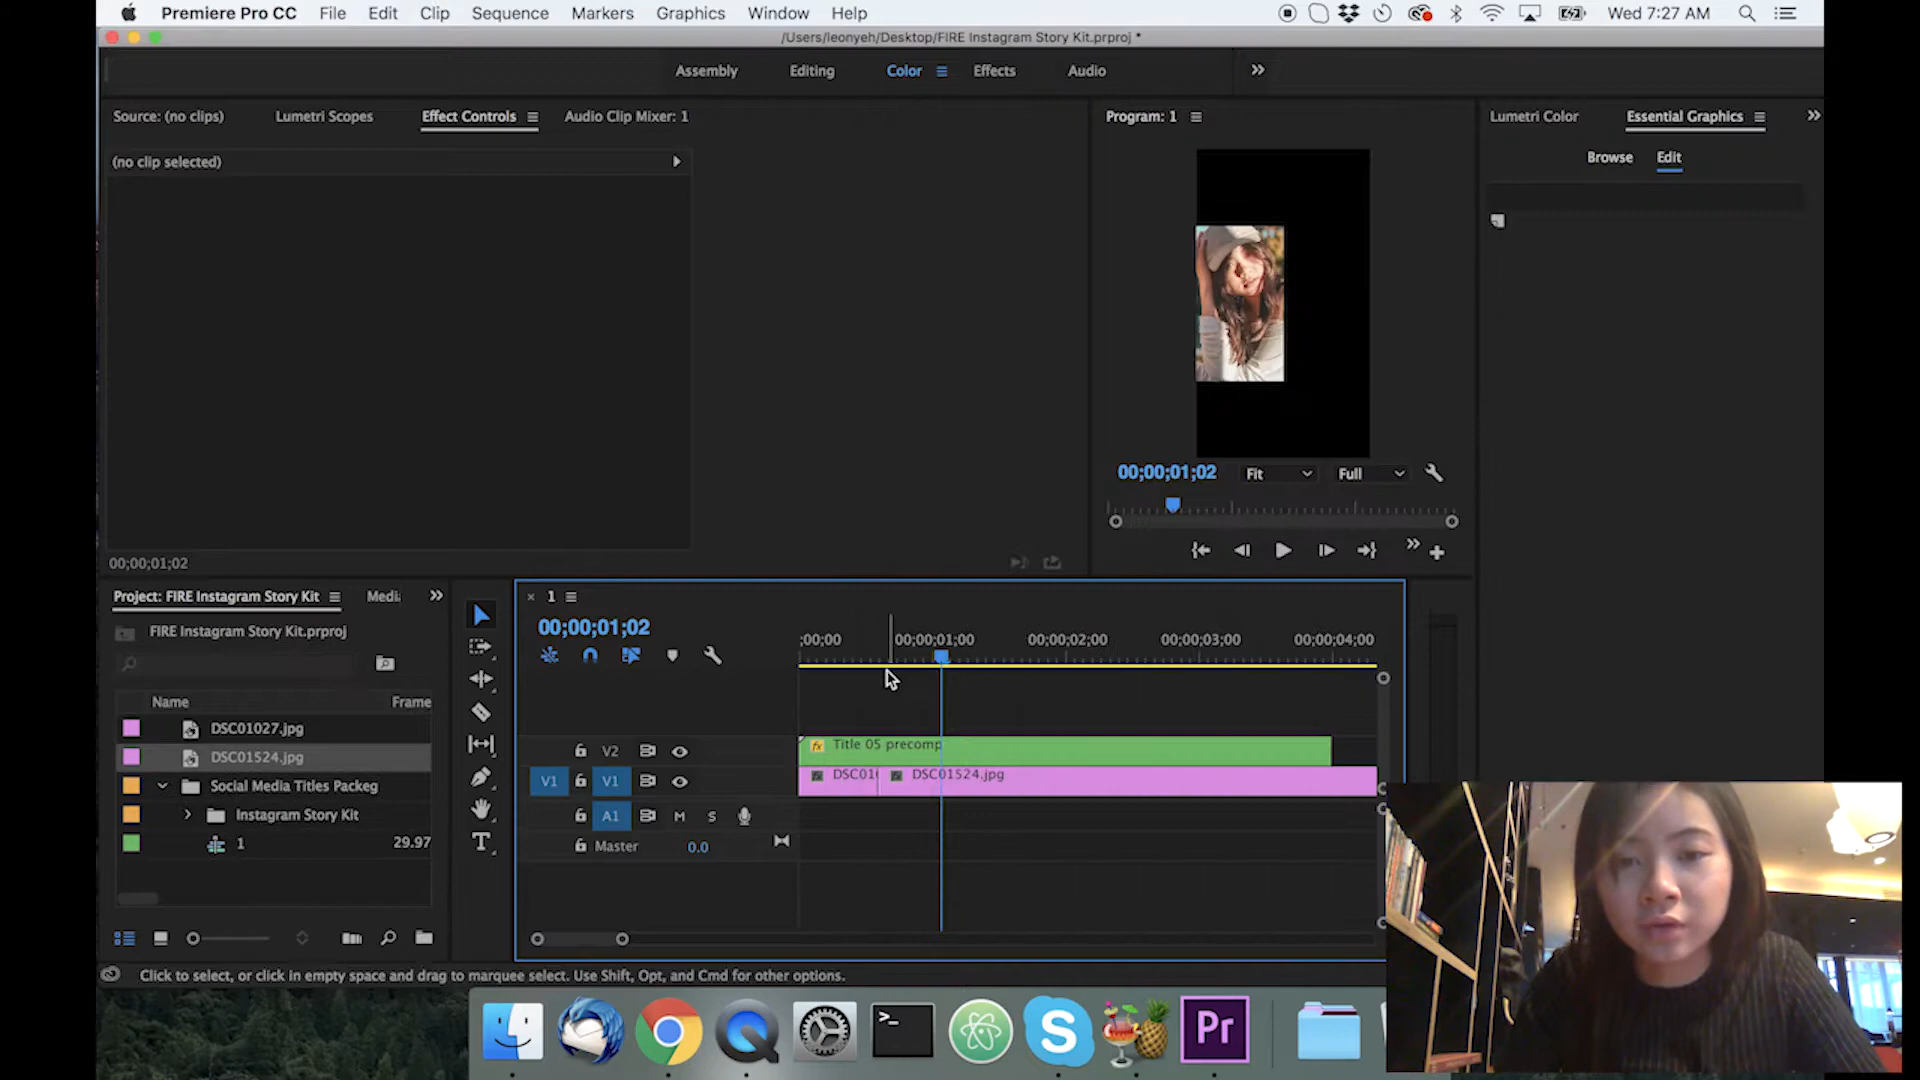 Premiere Pro CC File Edit Clip Sequence Markers Graphics Window Help Wed 7:27 AM
/Users/leonyeh/Desktop/FIRE Instagram Story Kit.prproj *
Assembly Editing Color Effects Audio
Source: (no clips) Lumetri Scopes Effect Controls Audio Clip Mixer: 1 Program: 1 Lumetri Color Essential Graphics
Browse Edit
(no clip selected)
00;00;01;02 Fit Full
00;00;01;02
Project: FIRE Instagram Story Kit Media 1
FIRE Instagram Story Kit.prproj
00;00;01;02
;00;00 00;00;01;00 00;00;02;00 00;00;03;00 00;00;04;00
Name Frame
DSC01027.jpg
DSC01524.jpg
Social Media Titles Packeg
Instagram Story Kit
1 29.97
V2 fx Title 05 precomp
V1 V1 DSC01 DSC01524.jpg
A1 M S
Master 0.0
T
Click to select, or click in empty space and drag to marquee select. Use Shift, Opt, and Cmd for other options.
>_ S Pr